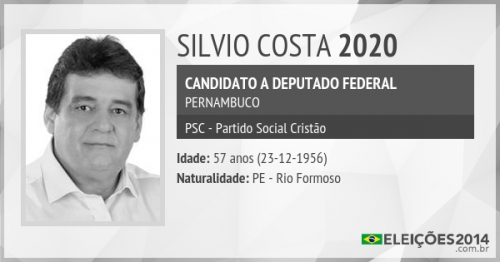 SILVIO COSTA 2020
CANDIDATO A DEPUTADO FEDERAL
PERNAMBUCO
PSC - Partido Social Cristão
Idade: 57 anos (23-12-1956)
Naturalidade: PE - Rio Formoso
ELEIÇÕES2014
.com.br